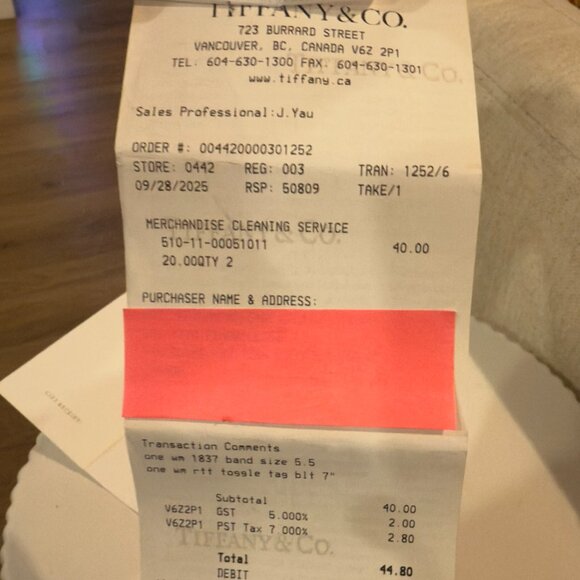 TIFFANY & CO.
723 BURRARD STREET
VANCOUVER, BC, CANADA V6Z 2P1
TEL. 604-630-1300 FAX. 604-630-1301
www.tiffany.ca
Sales Professional:J.Yau
ORDER #: 004420000301252
STORE: 0442 REG: 003 TRAN: 1252/6
09/28/2025 RSP: 50809 TAKE/1
MERCHANDISE CLEANING SERVICE
510-11-00051011 40.00
20.00QTY 2
PURCHASER NAME & ADDRESS:
Transaction Comments
one wm 1837 band size 5.5
one wm rtt toggle tag blt 7"
Subtotal 40.00
V6Z2P1 GST 5.000% 2.00
V6Z2P1 PST Tax 7 000% 2.80
TIFFANY & CO.
Total 44.80
DEBIT